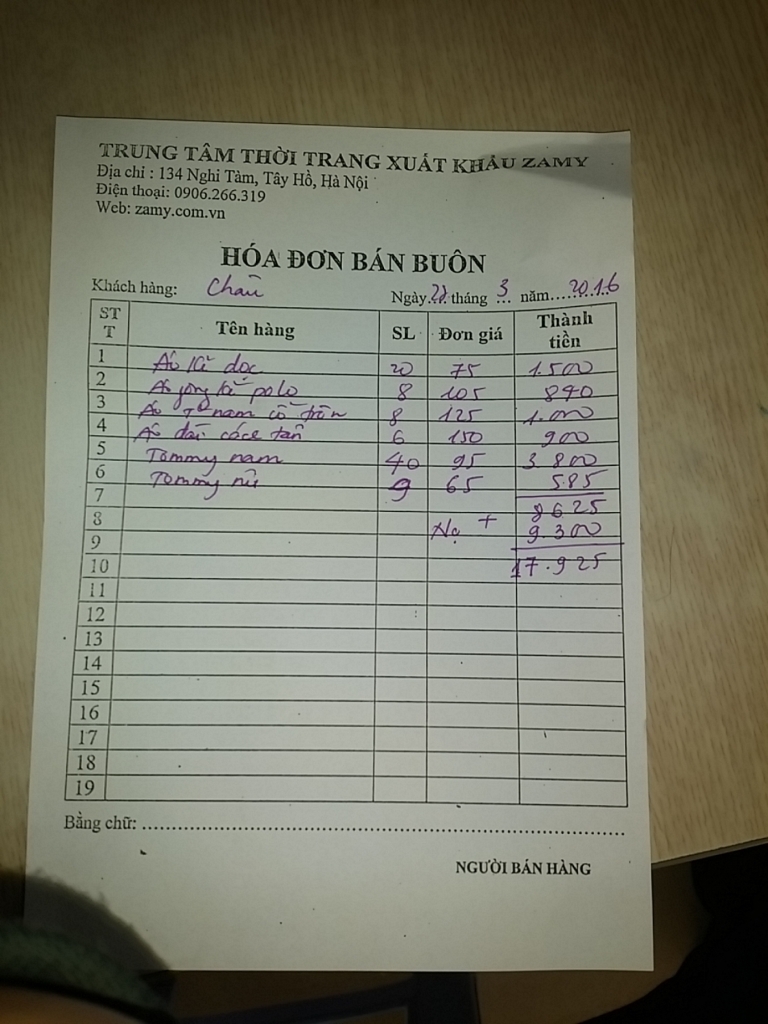 TRUNG TÂM THỜI TRANG XUẤT KHẨU ZAMY
Địa chỉ : 134 Nghi Tàm, Tây Hồ, Hà Nội
Điện thoại: 0906.266.319
Web: zamy.com.vn
HÓA ĐƠN BÁN BUÔN
Khách hàng: Châu Ngày tháng 3 năm 2016
STT Tên hàng SL Đơn giá Thành tiền
1 Áo kẻ dọc 20 75 1.500
2 Áo kẻ polo 8 105 840
3 Áo nam cổ tròn 8 125 1.000
4 Áo dài cách tân 6 150 900
5 Tommy nam 40 95 3.800
6 Tommy nữ 9 65 585
7 8625
8 Nợ + 9.300
9
10 17.925
11
12
13
14
15
16
17
18
19
Bằng chữ:
NGƯỜI BÁN HÀNG